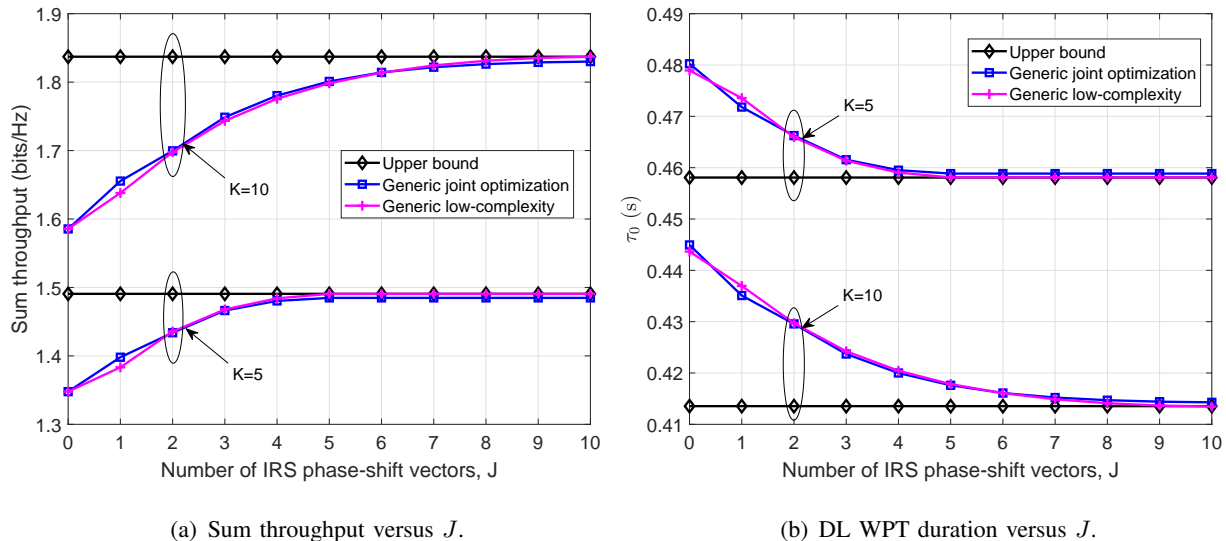 1.9
1.8
1.7
1.6
1.5
1.4
1.3
Sum throughput (bits/Hz)
K=10
Upper bound
Generic joint optimization
Generic low-complexity
K=5
0 1 2 3 4 5 6 7 8 9 10
Number of IRS phase-shift vectors, J
(a) Sum throughput versus J.
0.49
0.48
0.47
0.46
0.45
0.44
0.43
0.42
0.41
τ0 (s)
Upper bound
Generic joint optimization
Generic low-complexity
K=5
K=10
0 1 2 3 4 5 6 7 8 9 10
Number of IRS phase-shift vectors, J
(b) DL WPT duration versus J.